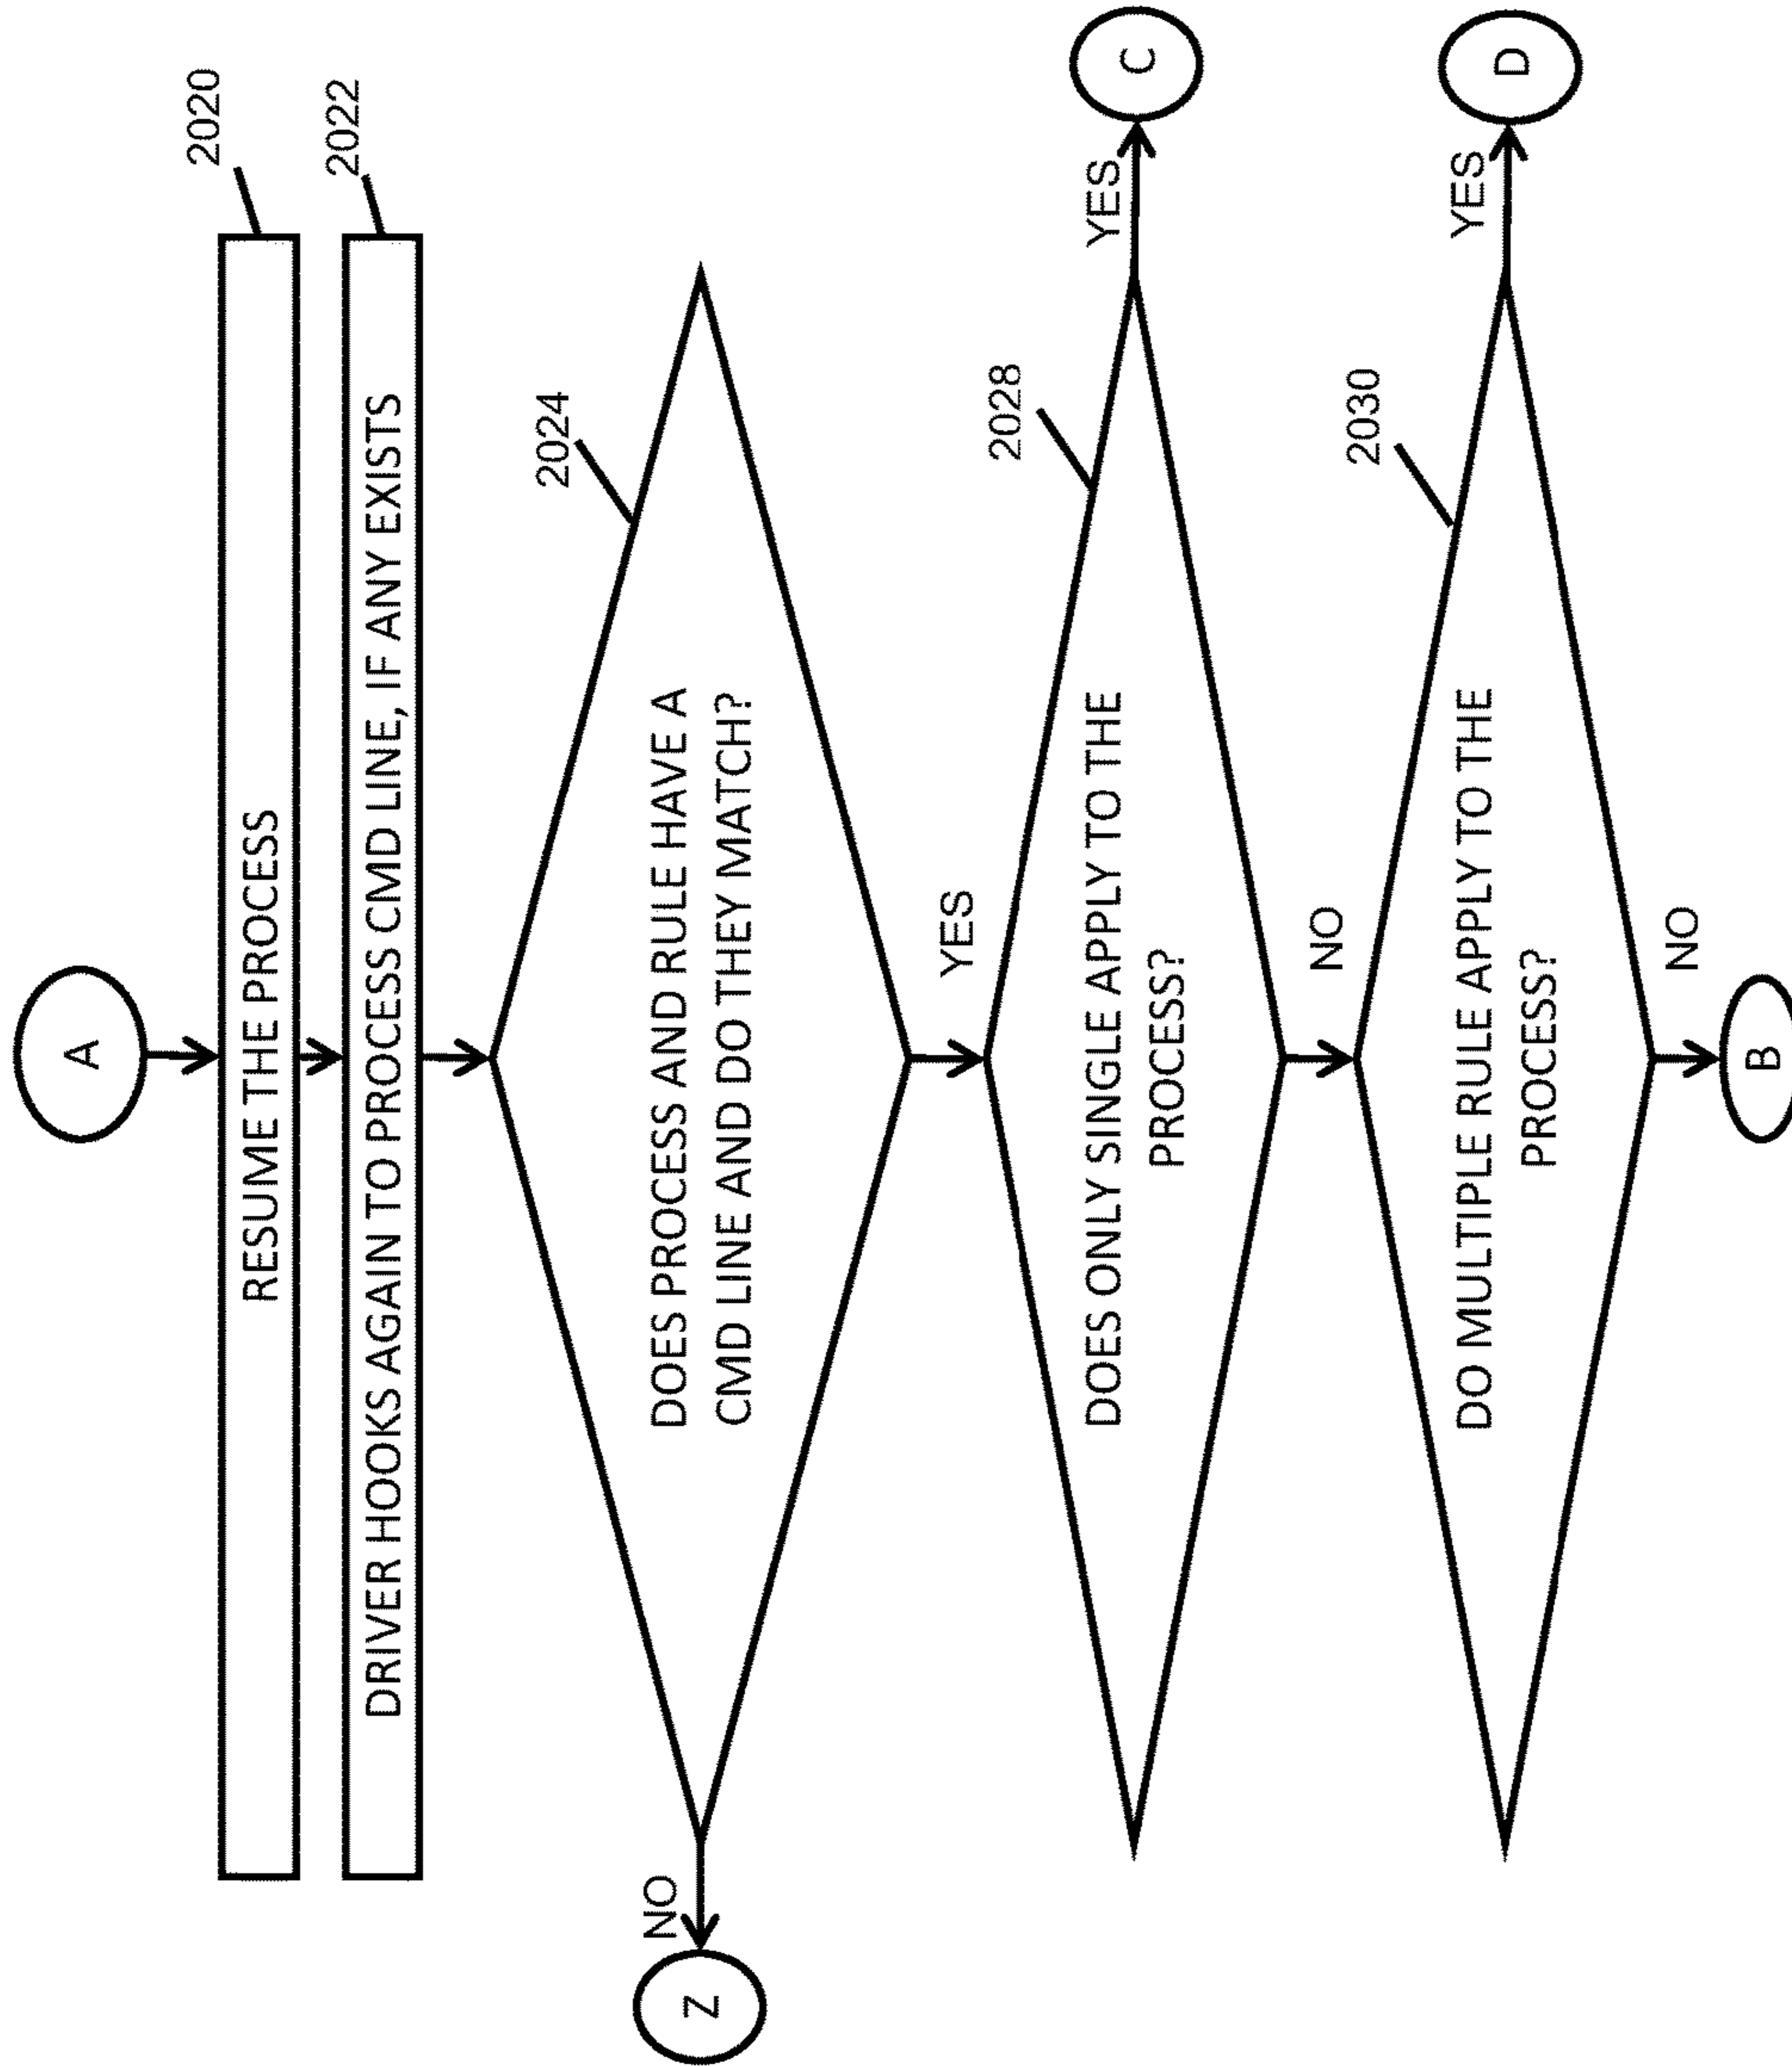 A
2020
RESUME THE PROCESS
2022
DRIVER HOOKS AGAIN TO PROCESS CMD LINE, IF ANY EXISTS
2024
DOES PROCESS AND RULE HAVE A
CMD LINE AND DO THEY MATCH?
NO
Z
YES
2028
DOES ONLY SINGLE APPLY TO THE
PROCESS?
YES
C
NO
2030
DO MULTIPLE RULE APPLY TO THE
PROCESS?
YES
D
NO
B